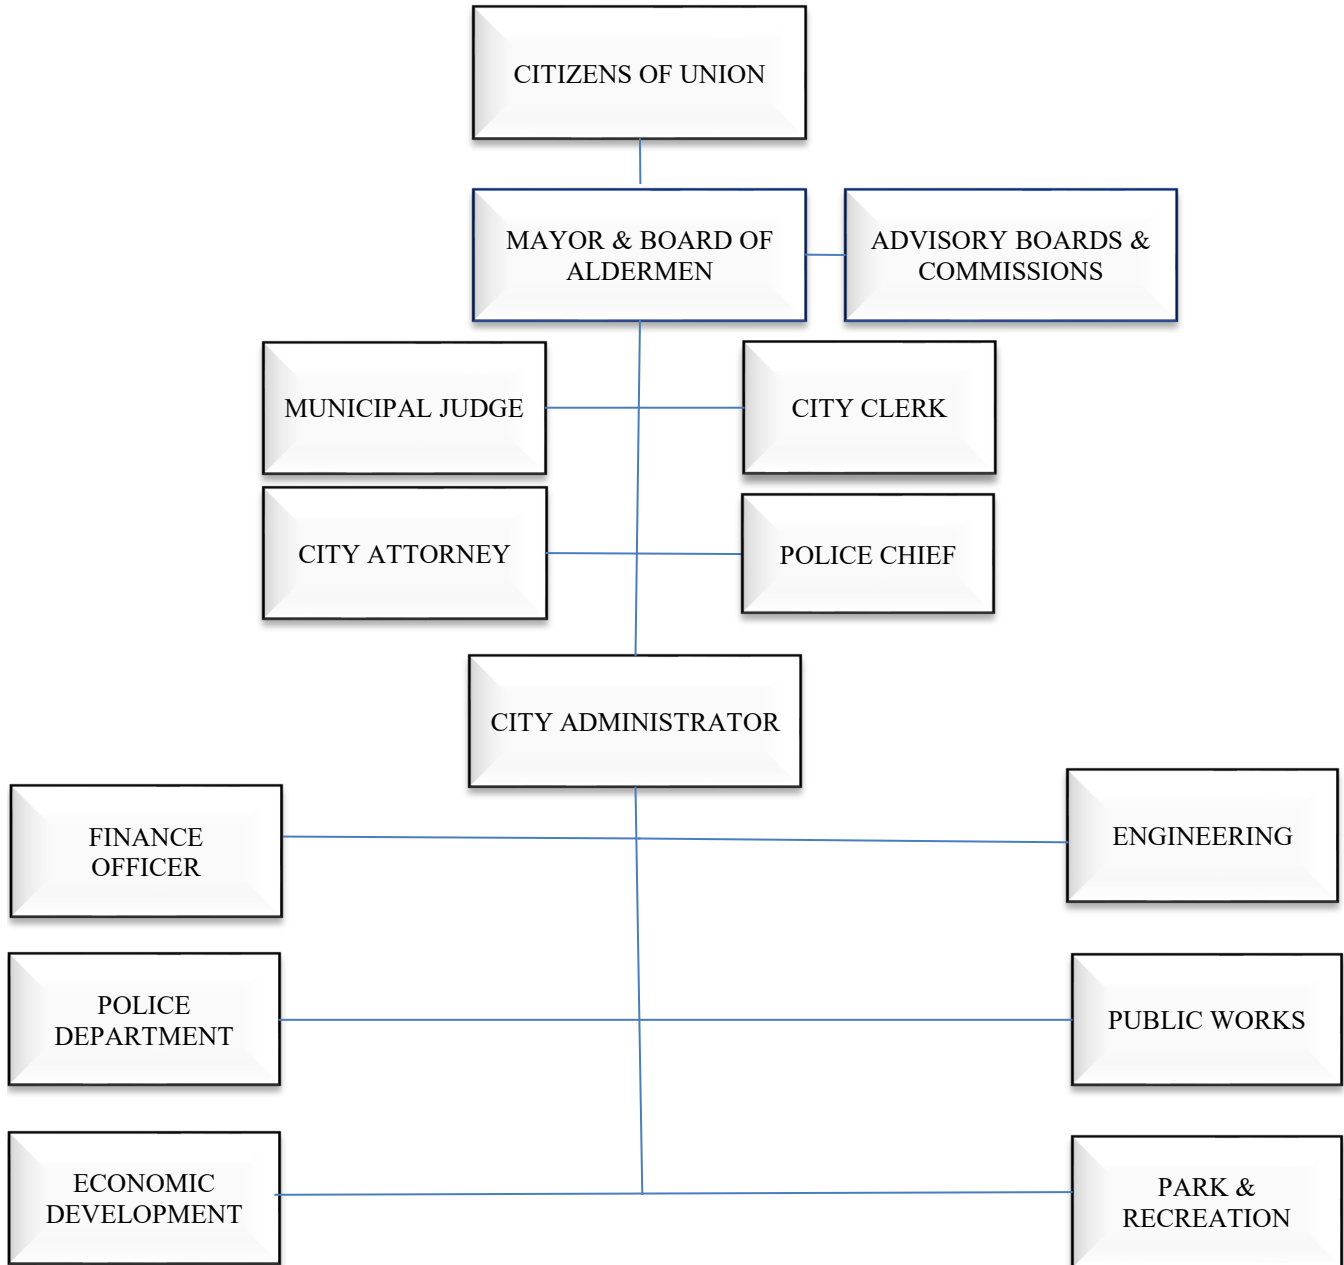 CITIZENS OF UNION
MAYOR & BOARD OF
ALDERMEN
ADVISORY BOARDS &
COMMISSIONS
MUNICIPAL JUDGE
CITY CLERK
CITY ATTORNEY
POLICE CHIEF
CITY ADMINISTRATOR
FINANCE
OFFICER
ENGINEERING
POLICE
DEPARTMENT
PUBLIC WORKS
ECONOMIC
DEVELOPMENT
PARK &
RECREATION